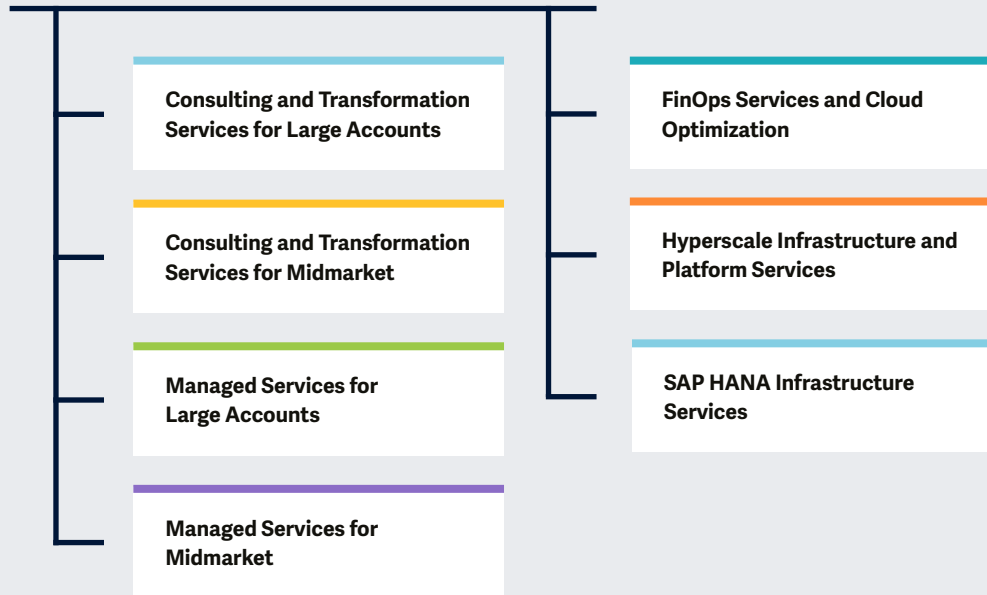 Consulting and Transformation
Services for Large Accounts
Consulting and Transformation
Services for Midmarket
Managed Services for
Large Accounts
Managed Services for
Midmarket
FinOps Services and Cloud
Optimization
Hyperscale Infrastructure and
Platform Services
SAP HANA Infrastructure
Services